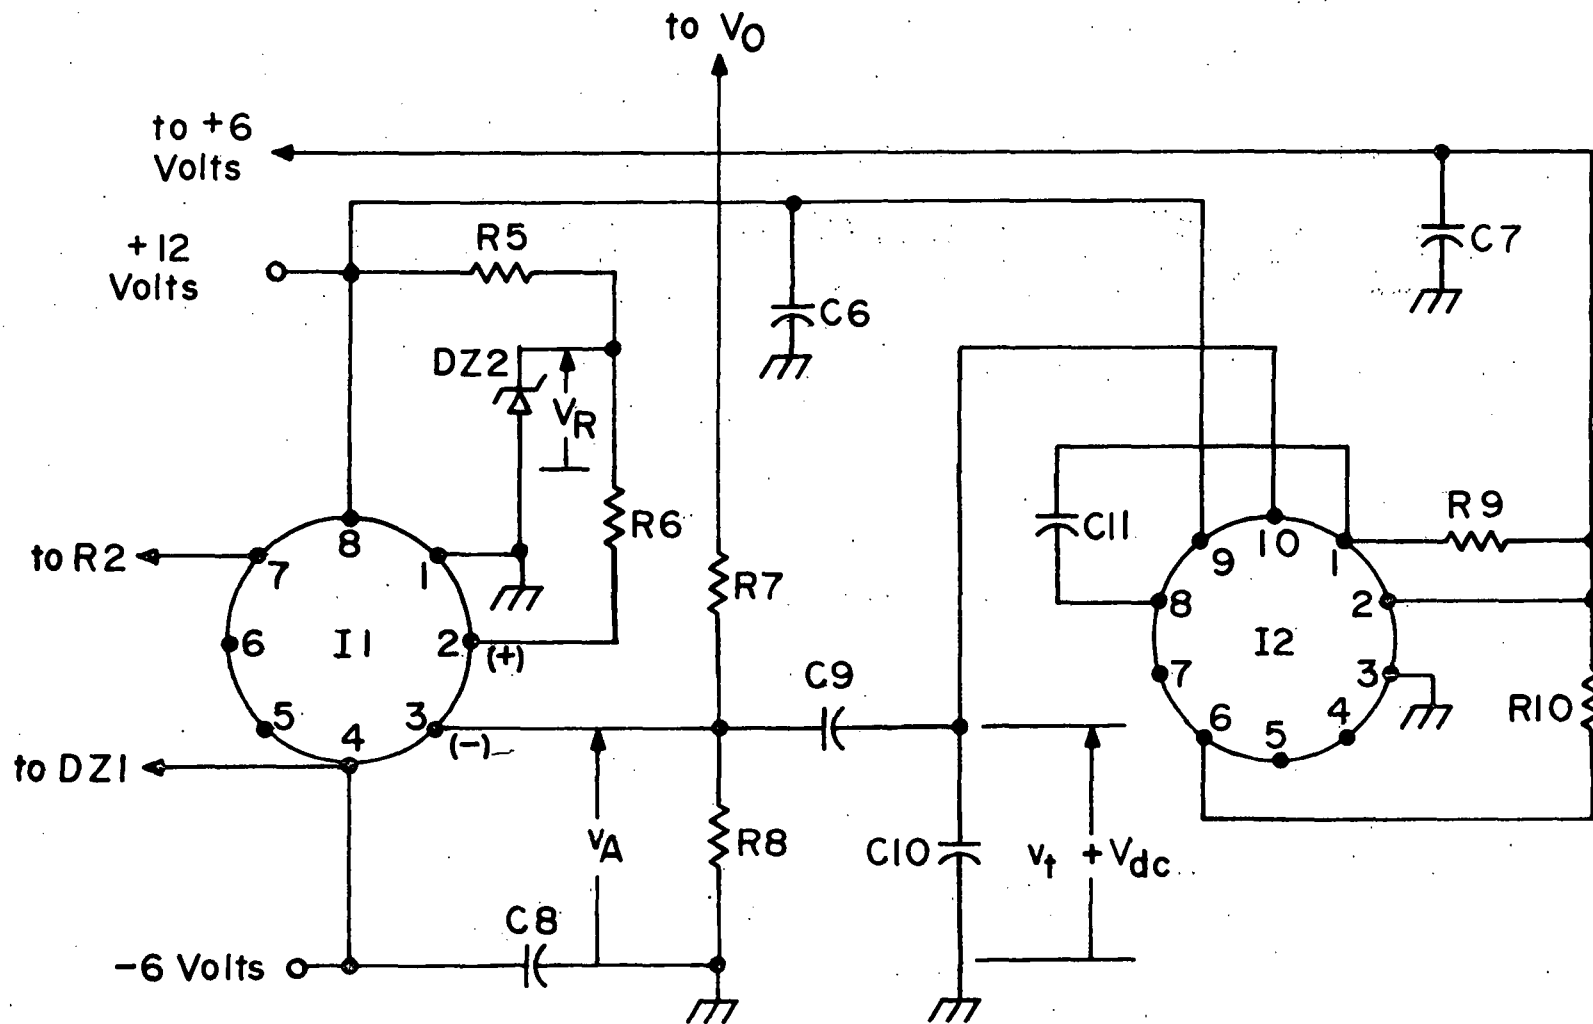 to VO
to +6
Volts
+12
Volts
R5
C7
C6
DZ2
VR
R6
C11
R9
to R2
8
7
1
6
I1
2
(+)
5
4
3
(-)
R7
9
10
1
8
2
I2
7
3
6
5
4
R10
C9
to DZ1
vA
R8
C10
vt + Vdc
C8
-6 Volts